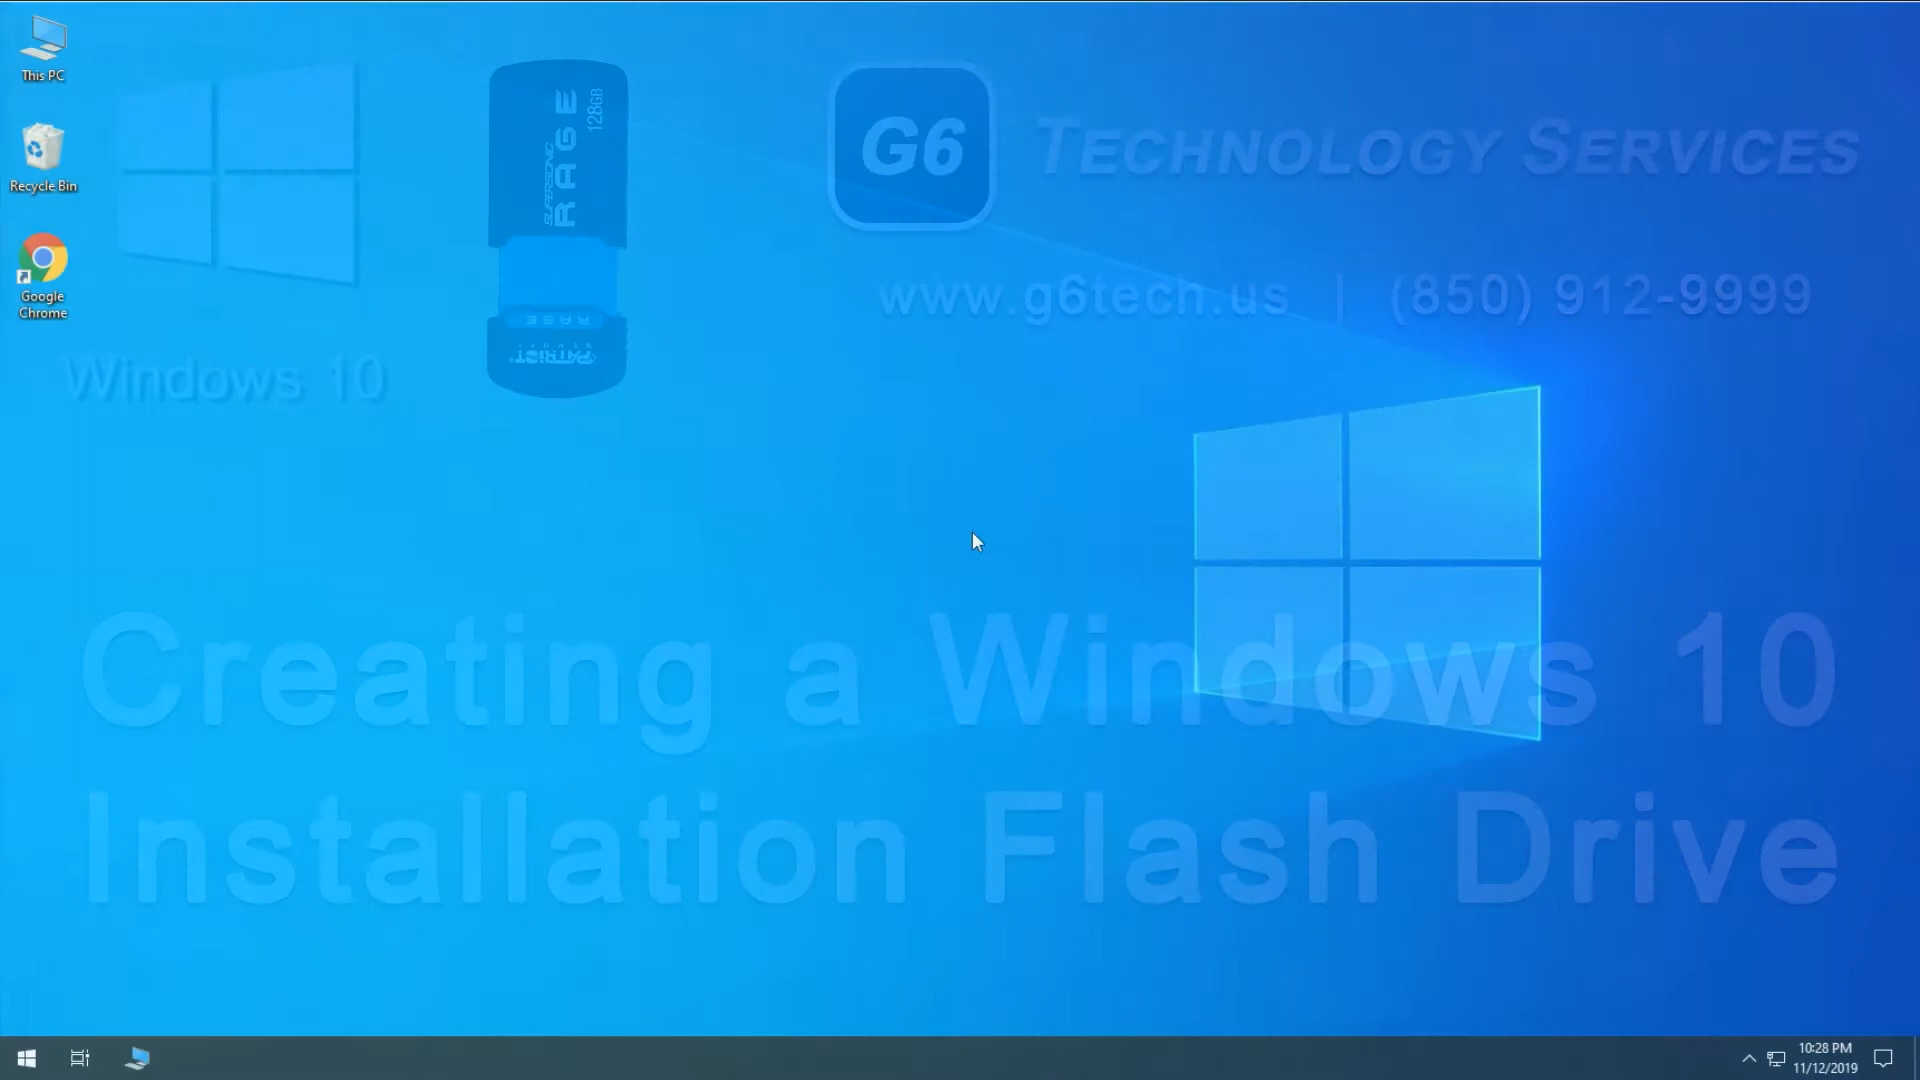 This PC
Recycle Bin
Google
Chrome
Windows 10
SUPERSONIC
RAGE
128GB
RAGE
PATRIOT
G6
TECHNOLOGY SERVICES
www.g6tech.us | (850) 912-9999
Creating a Windows 10
Installation Flash Drive
10:28 PM
11/12/2019